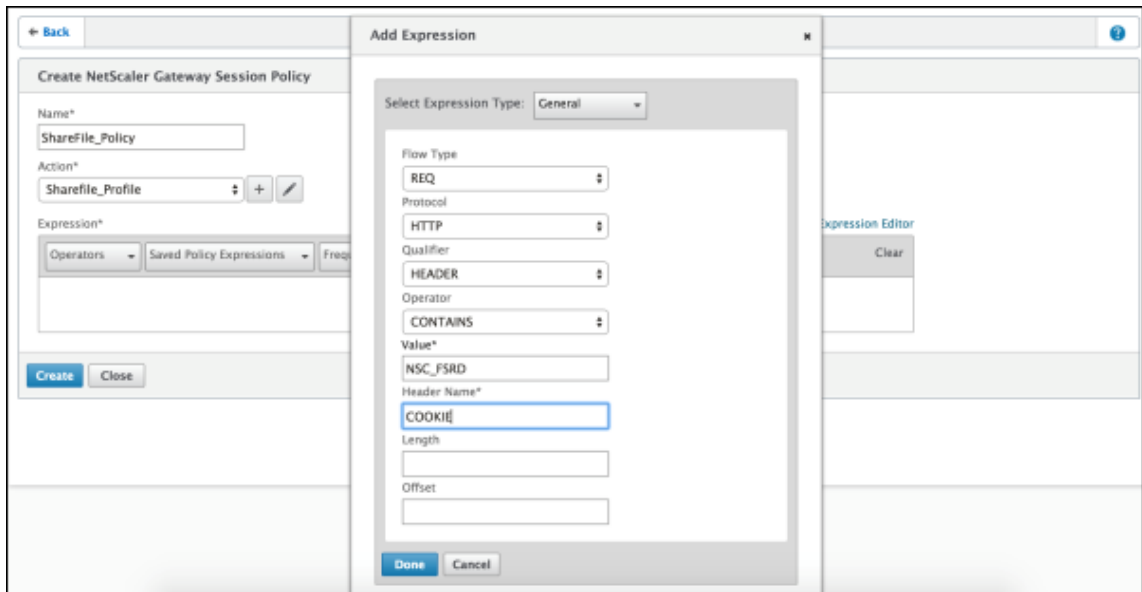 ← Back
Add Expression
Create NetScaler Gateway Session Policy
Name*
ShareFile_Policy
Action*
Sharefile_Profile
Expression*
Operators
Saved Policy Expressions
Frequ
Expression Editor
Clear
Create
Close
Select Expression Type:
General
Flow Type
REQ
Protocol
HTTP
Qualifier
HEADER
Operator
CONTAINS
Value*
NSC_FSRD
Header Name*
COOKIE
Length
Offset
Done
Cancel